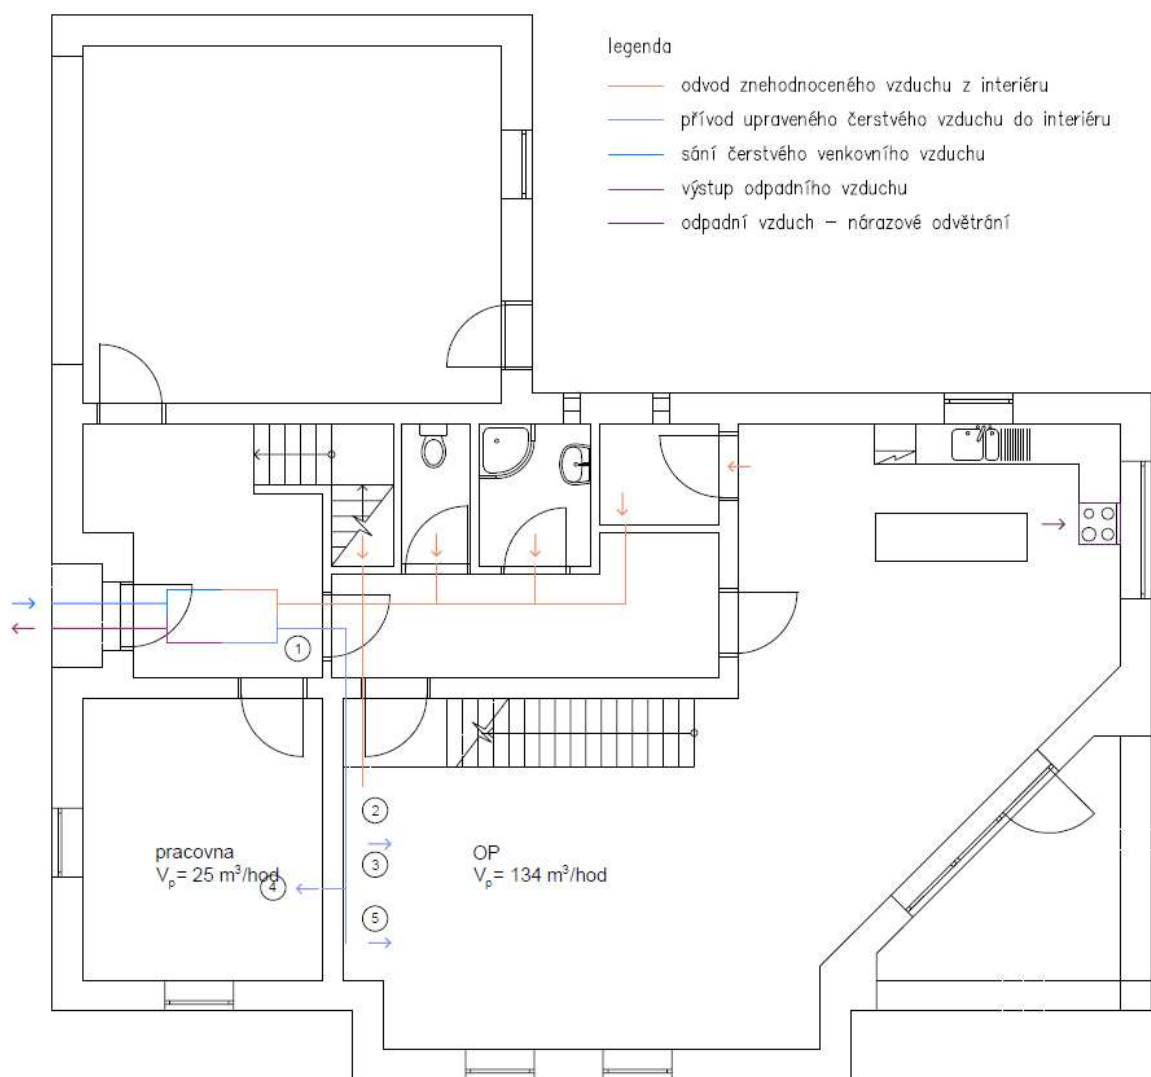 legenda
odvod znehodnoceného vzduchu z interiéru
přívod upraveného čerstvého vzduchu do interiéru
sání čerstvého venkovního vzduchu
výstup odpadního vzduchu
odpadní vzduch – nárazové odvětrání
1
2
3
pracovna
Vₚ= 25 m³/hod
4
OP
Vₚ= 134 m³/hod
5